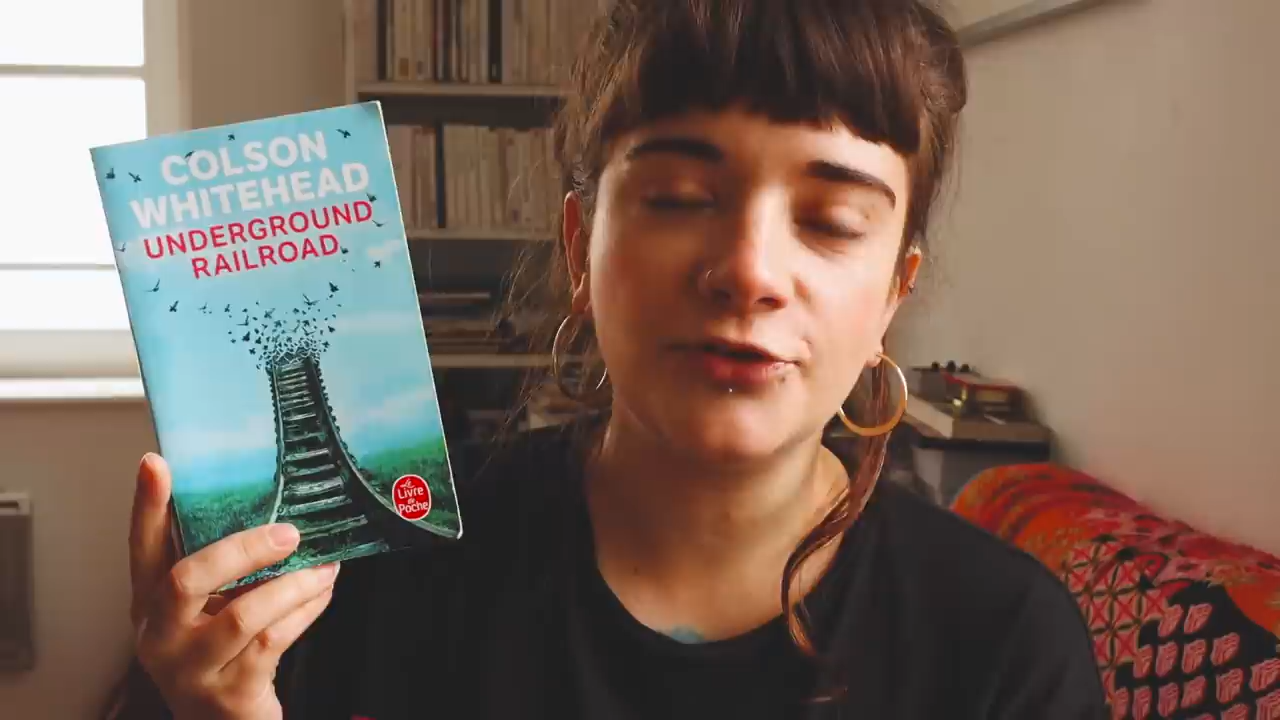 COLSON
WHITEHEAD
UNDERGROUND
RAILROAD
Le
Livre
de
Poche